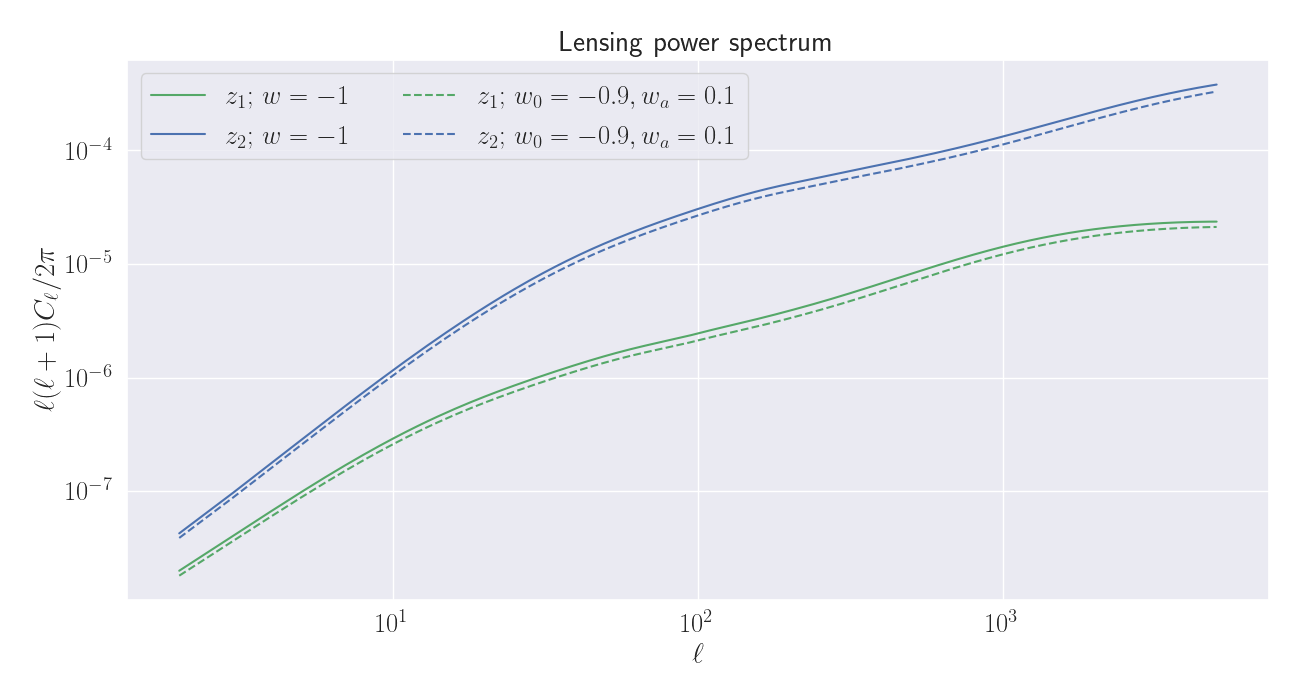 Lensing power spectrum
z₁; w = −1
z₂; w = −1
z₁; w₀ = −0.9, wₐ = 0.1
z₂; w₀ = −0.9, wₐ = 0.1
10⁻⁴
10⁻⁵
10⁻⁶
10⁻⁷
ℓ(ℓ + 1)C_ℓ/2π
10¹
10²
10³
ℓ